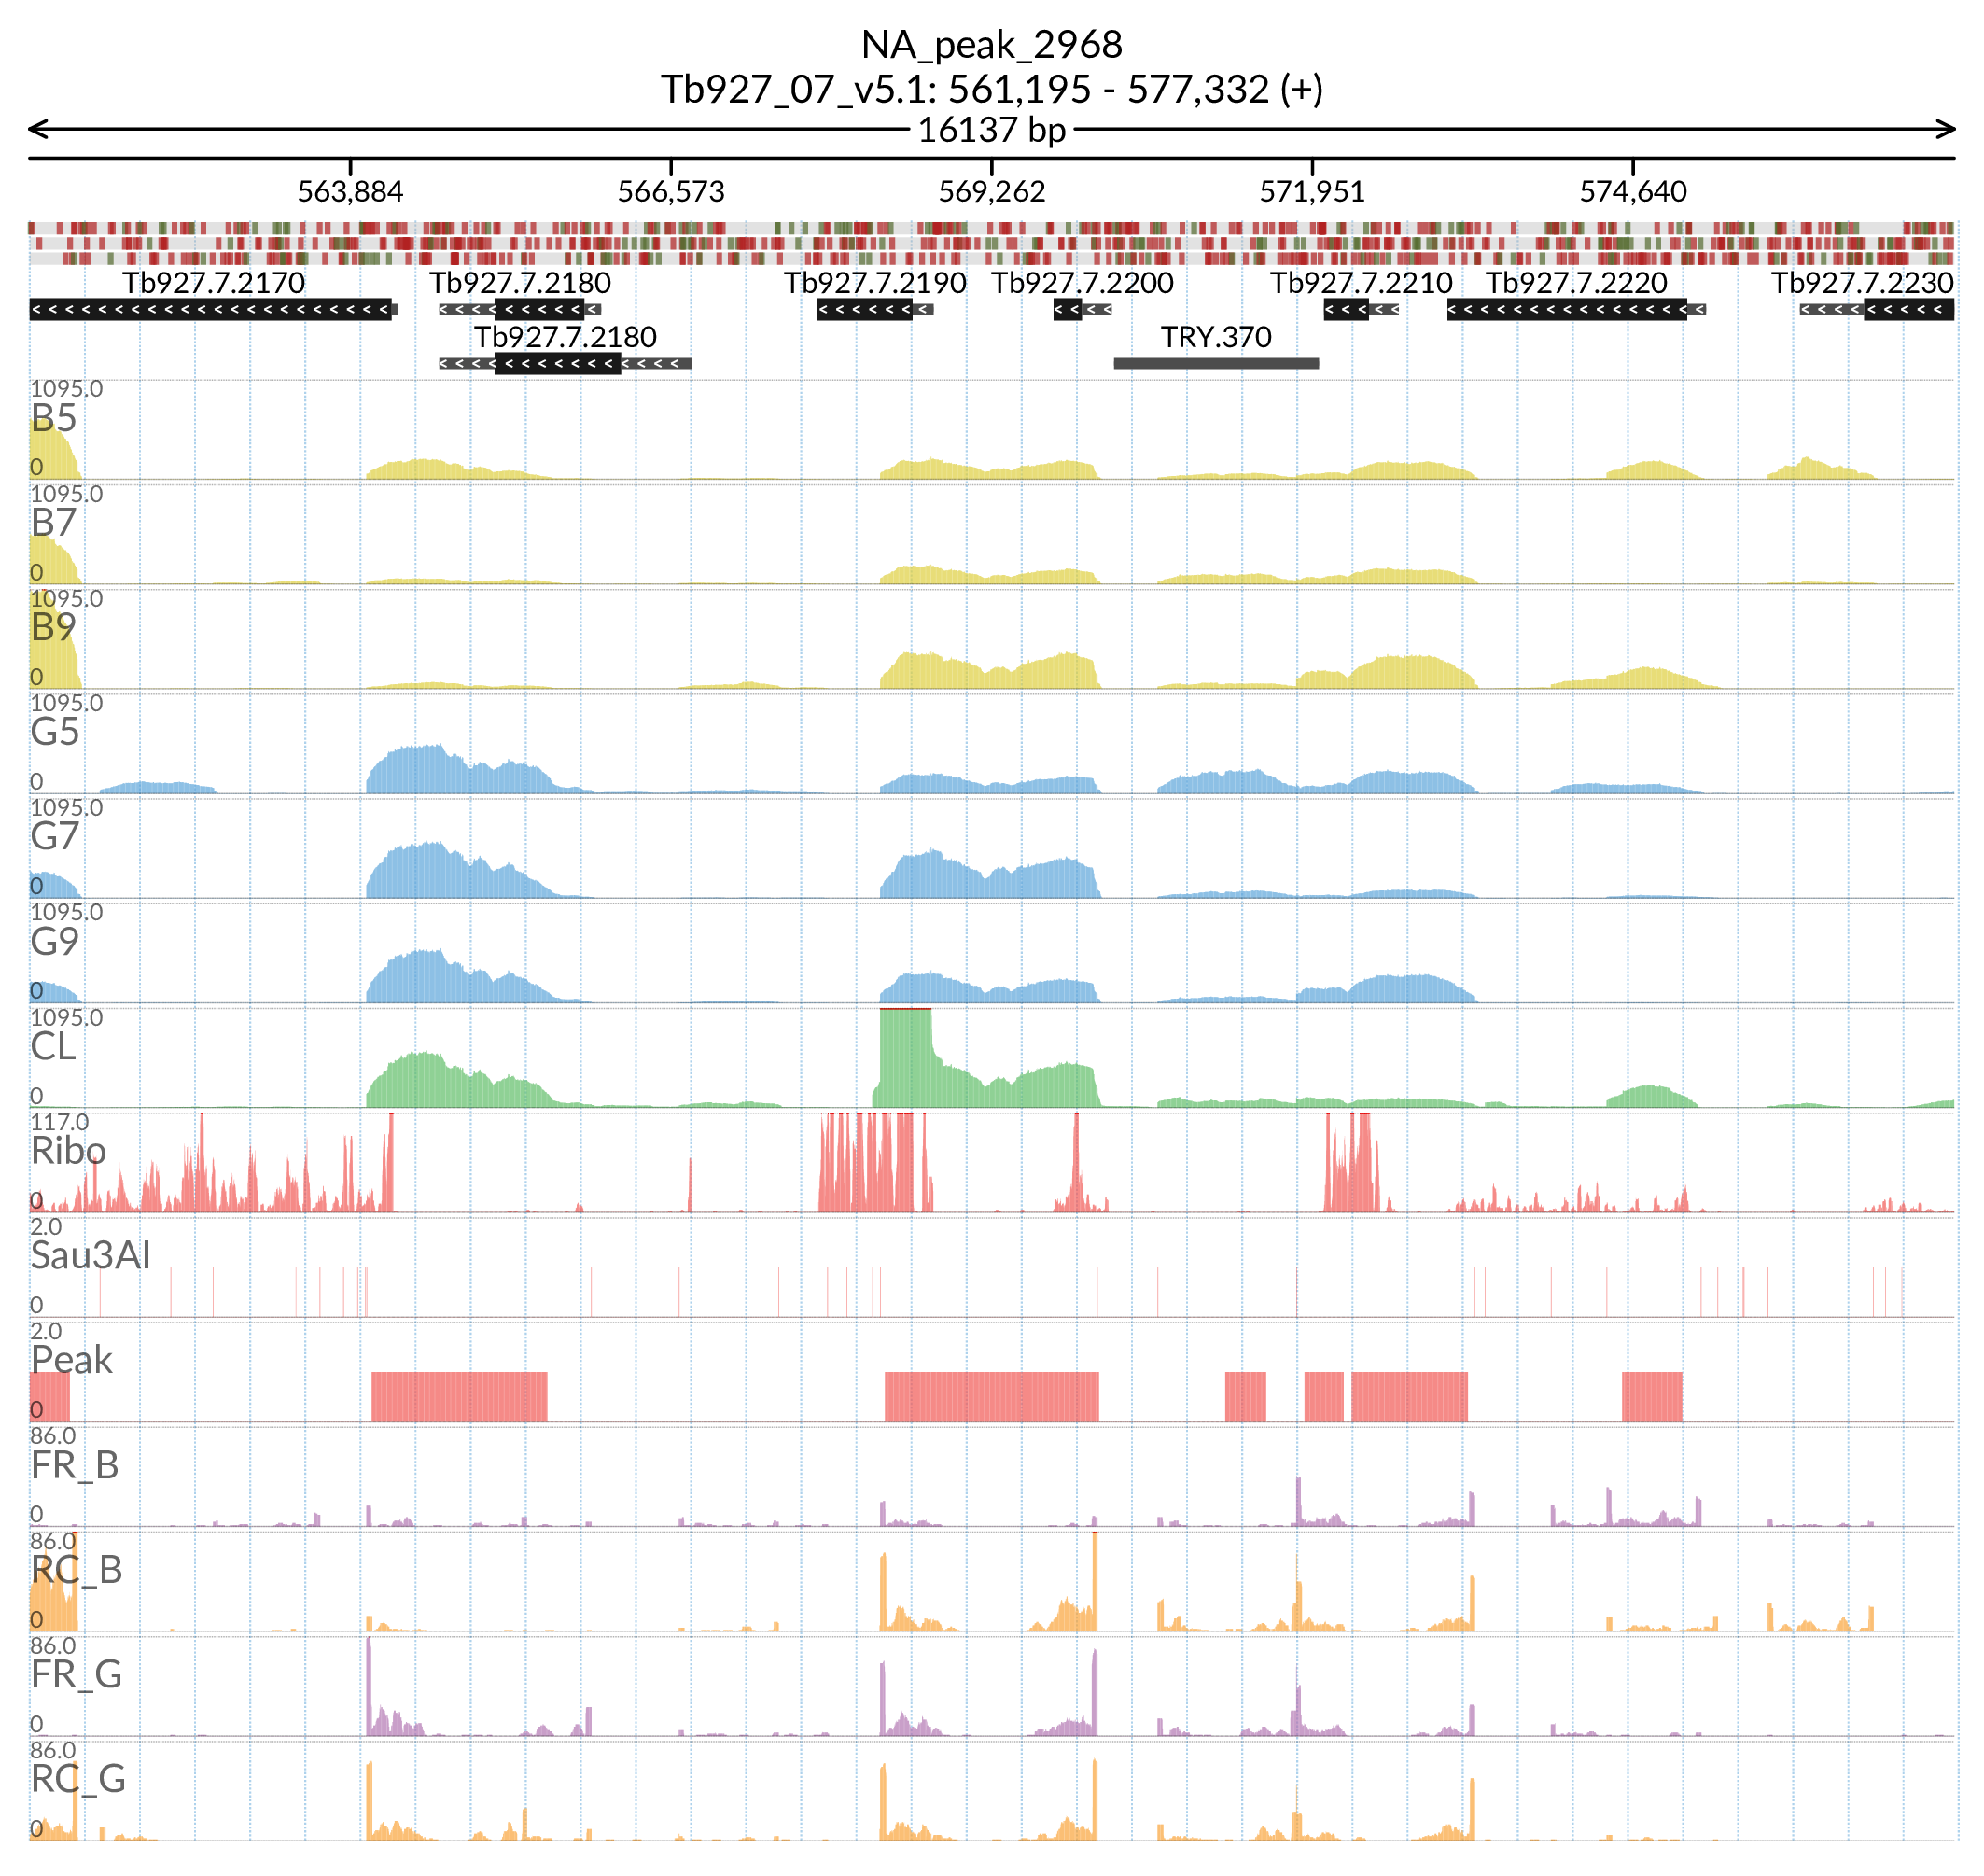 NA_peak_2968
Tb927_07_v5.1: 561,195 - 577,332 (+)
16137 bp
563,884 566,573 569,262 571,951 574,640
Tb927.7.2170 Tb927.7.2180 Tb927.7.2190 Tb927.7.2200 Tb927.7.2210 Tb927.7.2220 Tb927.7.2230
Tb927.7.2180 TRY.370
1095.0
B5
0
1095.0
B7
0
1095.0
B9
0
1095.0
G5
0
1095.0
G7
0
1095.0
G9
0
1095.0
CL
0
117.0
Ribo
0
2.0
Sau3AI
0
2.0
Peak
0
86.0
FR_B
0
86.0
RC_B
0
86.0
FR_G
0
86.0
RC_G
0